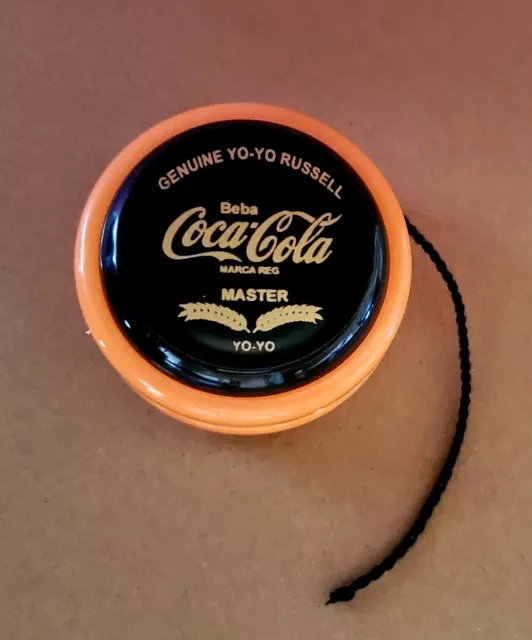 GENUINE YO-YO RUSSELL
Beba
Coca-Cola
MARCA REG
MASTER
YO-YO